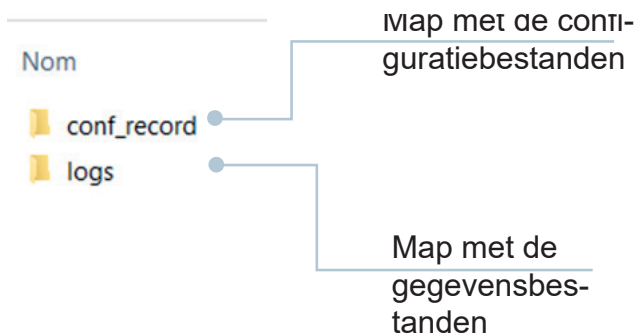 Map met de confi-
guratiebestanden
Nom
conf_record
logs
Map met de
gegevensbes-
tanden